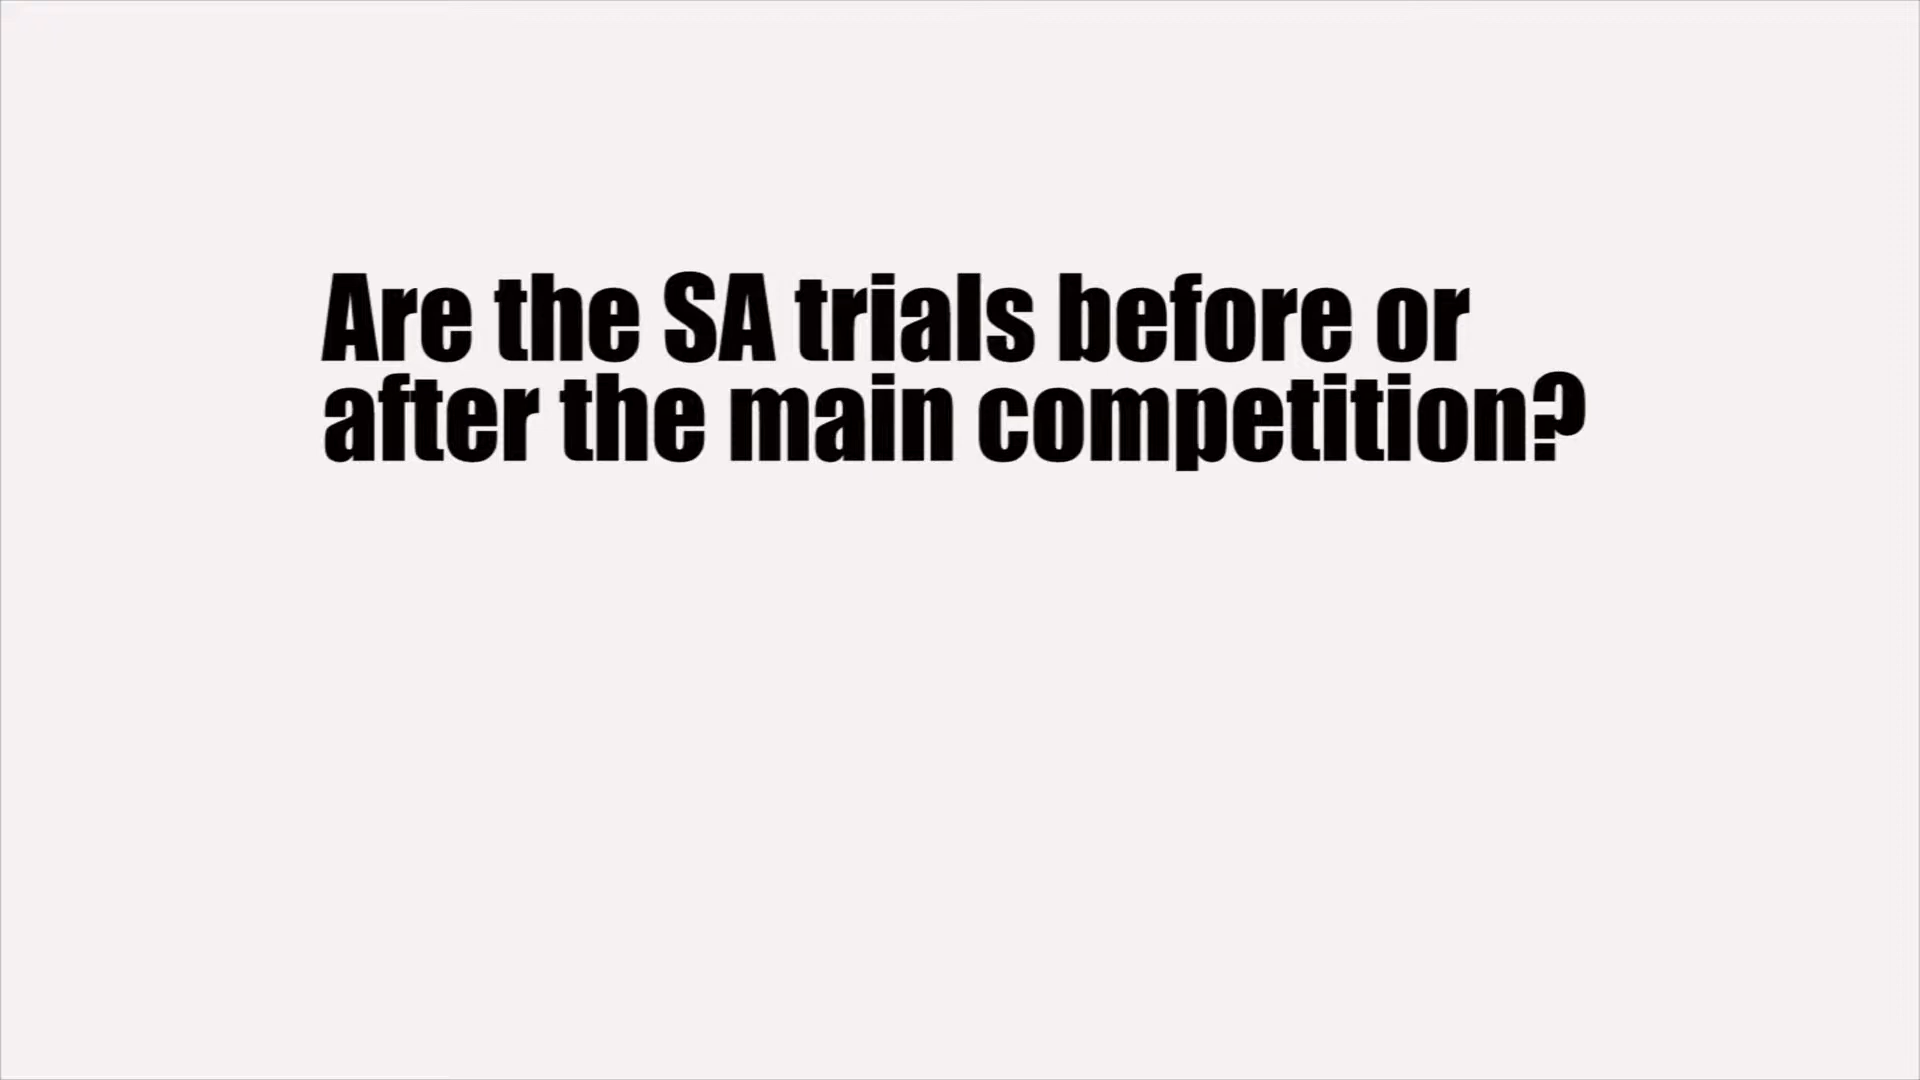 Are the SA trials before or
after the main competition?